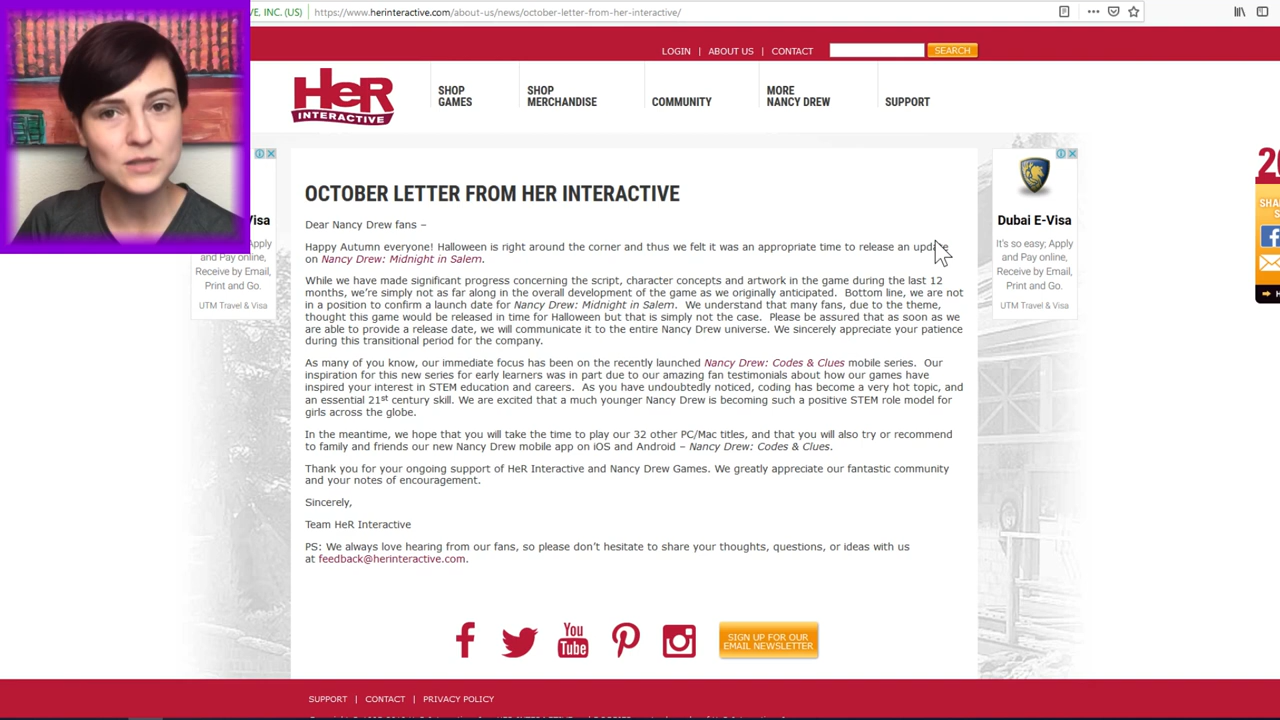 VE, INC. (US)
https://www.herinteractive.com/about-us/news/october-letter-from-her-interactive/
LOGIN | ABOUT US | CONTACT
SEARCH
HeR
INTERACTIVE
SHOP
GAMES
SHOP
MERCHANDISE
COMMUNITY
MORE
NANCY DREW
SUPPORT
isa
Apply
and Pay online,
Receive by Email,
Print and Go.
UTM Travel & Visa
OCTOBER LETTER FROM HER INTERACTIVE
Dear Nancy Drew fans –
Happy Autumn everyone! Halloween is right around the corner and thus we felt it was an appropriate time to release an update
on Nancy Drew: Midnight in Salem.
While we have made significant progress concerning the script, character concepts and artwork in the game during the last 12
months, we're simply not as far along in the overall development of the game as we originally anticipated. Bottom line, we are not
in a position to confirm a launch date for Nancy Drew: Midnight in Salem. We understand that many fans, due to the theme,
thought this game would be released in time for Halloween but that is simply not the case. Please be assured that as soon as we
are able to provide a release date, we will communicate it to the entire Nancy Drew universe. We sincerely appreciate your patience
during this transitional period for the company.
As many of you know, our immediate focus has been on the recently launched Nancy Drew: Codes & Clues mobile series. Our
inspiration for this new series for early learners was in part due to our amazing fan testimonials about how our games have
inspired your interest in STEM education and careers. As you have undoubtedly noticed, coding has become a very hot topic, and
an essential 21st century skill. We are excited that a much younger Nancy Drew is becoming such a positive STEM role model for
girls across the globe.
In the meantime, we hope that you will take the time to play our 32 other PC/Mac titles, and that you will also try or recommend
to family and friends our new Nancy Drew mobile app on iOS and Android – Nancy Drew: Codes & Clues.
Thank you for your ongoing support of HeR Interactive and Nancy Drew Games. We greatly appreciate our fantastic community
and your notes of encouragement.
Sincerely,
Team HeR Interactive
PS: We always love hearing from our fans, so please don't hesitate to share your thoughts, questions, or ideas with us
at feedback@herinteractive.com.
Dubai E-Visa
It's so easy; Apply
and Pay online,
Receive by Email,
Print and Go.
UTM Travel & Visa
20
SHA
S
You
Tube
SIGN UP FOR OUR
EMAIL NEWSLETTER
SUPPORT | CONTACT | PRIVACY POLICY